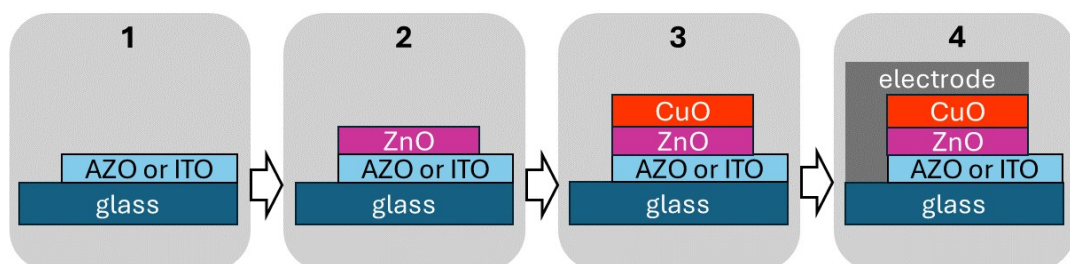 1
AZO or ITO
glass
2
ZnO
AZO or ITO
glass
3
CuO
ZnO
AZO or ITO
glass
4
electrode
CuO
ZnO
AZO or ITO
glass